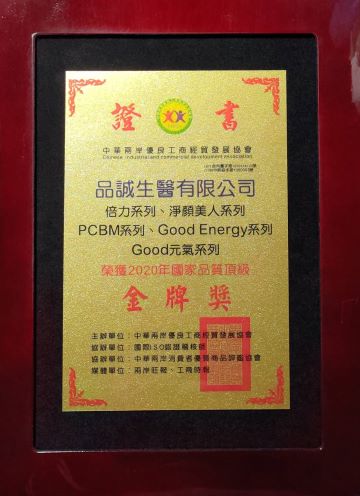 證書
中華兩岸優良工商經貿發展協會
Chinese industrial and commercial development association
品誠生醫有限公司
倍力系列、淨顏美人系列
PCBM系列、Good Energy系列
Good元氣系列
榮獲2020年國家品質頂級
金牌獎
主辦單位：中華兩岸優良工商經貿發展協會
協辦單位：國際ISO認證稽核師
協辦單位：中華兩岸消費者優質商品評鑑協會
媒體單位：兩岸莊報、工商時報